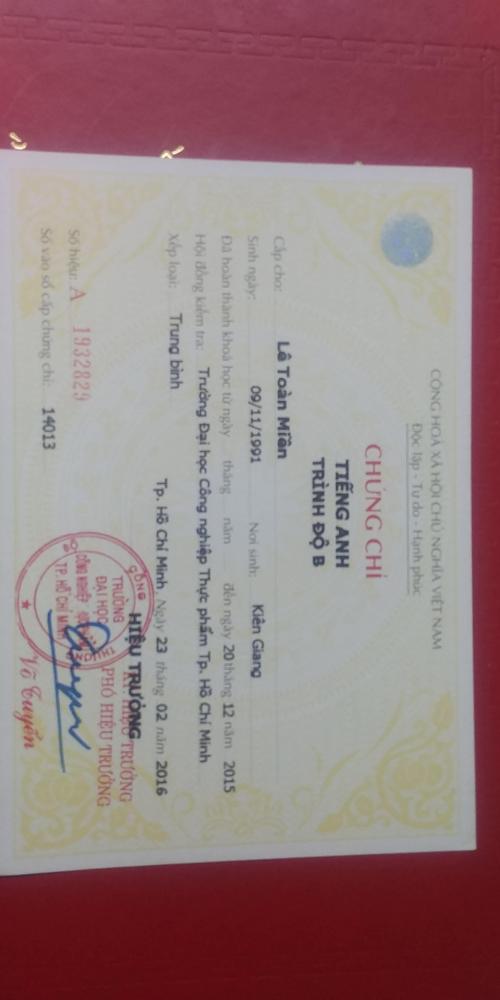 CỘNG HOÀ XÃ HỘI CHỦ NGHĨA VIỆT NAM
Độc lập - Tự do - Hạnh phúc
CHỨNG CHỈ
TIẾNG ANH
TRÌNH ĐỘ B
Cấp cho: Lê Toàn Miền
Sinh ngày: 09/11/1991 Nơi sinh: Kiên Giang
Đã hoàn thành khoá học từ ngày tháng năm đến ngày 20 tháng 12 năm 2015
Hội đồng kiểm tra: Trường Đại học Công nghiệp Thực phẩm Tp. Hồ Chí Minh
Xếp loại: Trung bình
Tp. Hồ Chí Minh, Ngày 23 tháng 02 năm 2016
HIỆU TRƯỞNG
KT. HIỆU TRƯỞNG
PHÓ HIỆU TRƯỞNG
TRƯỜNG
ĐẠI HỌC
CÔNG NGHIỆP
TP. HỒ CHÍ MINH
Số hiệu: A 1932829
Số vào sổ cấp chứng chỉ: 14013
Võ Tuyển